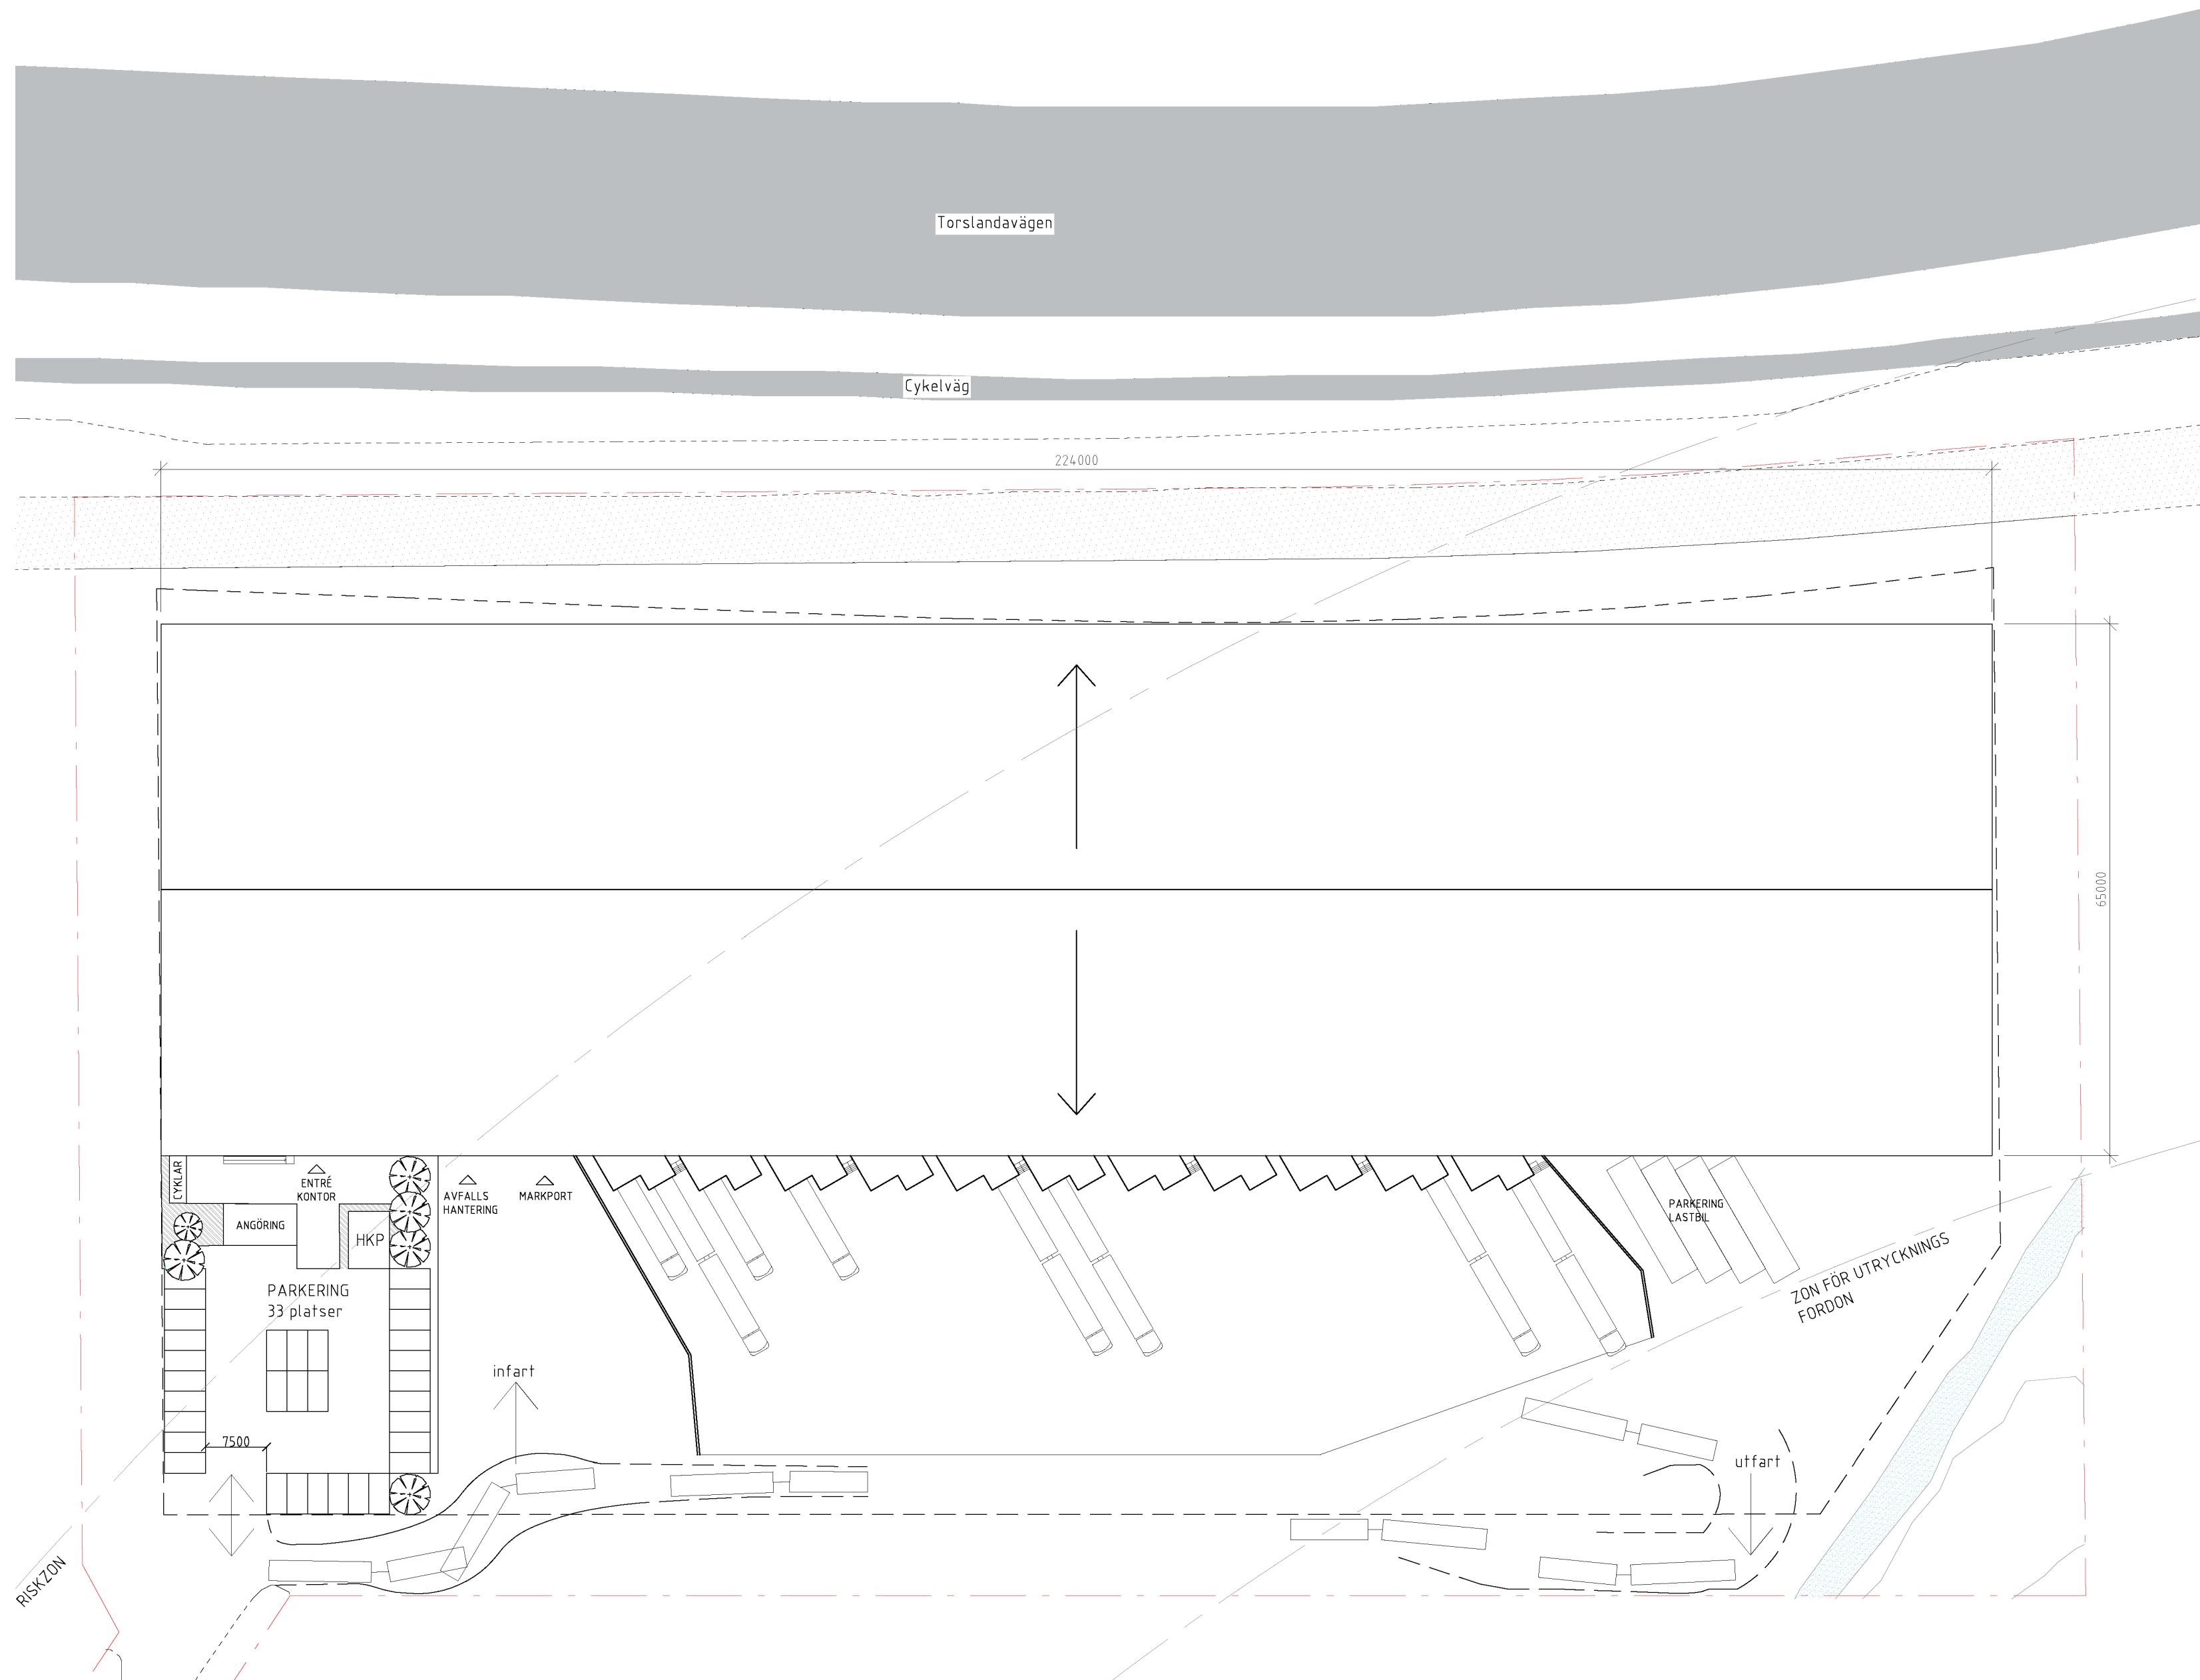 Torslandavägen
Cykelväg
224000
65000
CYKLAR
ENTRÉ
KONTOR
AVFALLS
HANTERING
MARKPORT
ANGÖRING
HKP
PARKERING
LASTBIL
PARKERING
33 platser
ZON FÖR UTRYCKNINGS
FORDON
infart
7500
utfart
RISKZON